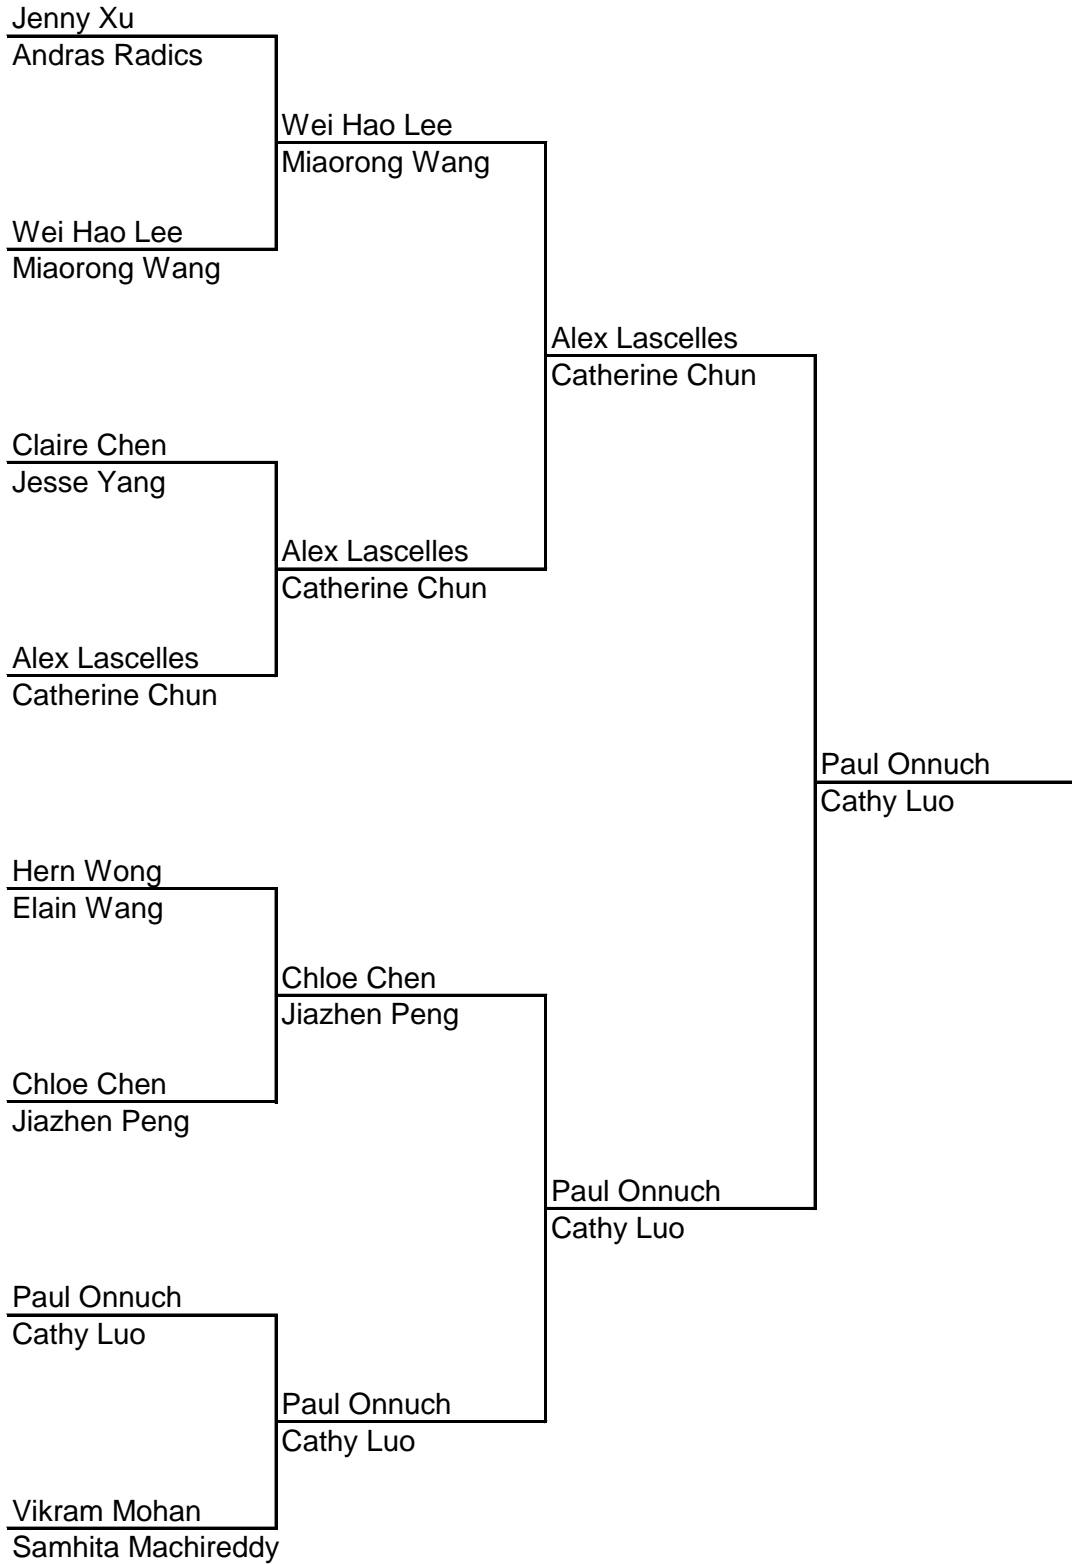 Jenny Xu
Andras Radics
Wei Hao Lee
Miaorong Wang
Wei Hao Lee
Miaorong Wang
Alex Lascelles
Catherine Chun
Claire Chen
Jesse Yang
Alex Lascelles
Catherine Chun
Alex Lascelles
Catherine Chun
Paul Onnuch
Cathy Luo
Hern Wong
Elain Wang
Chloe Chen
Jiazhen Peng
Chloe Chen
Jiazhen Peng
Paul Onnuch
Cathy Luo
Paul Onnuch
Cathy Luo
Paul Onnuch
Cathy Luo
Vikram Mohan
Samhita Machireddy